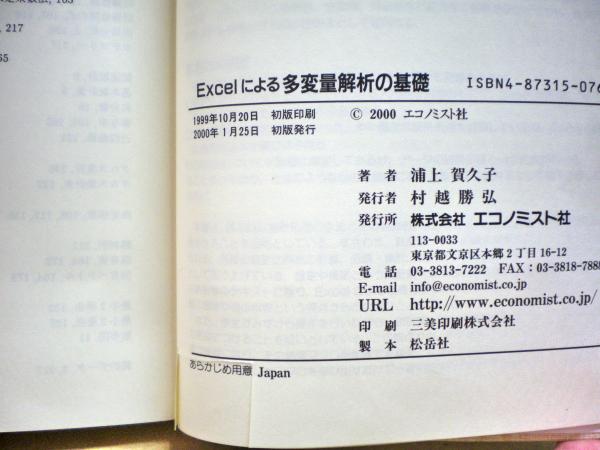 , 217
65
Excelによる 多変量解析の基礎 ISBN4-87315-076
1999年10月20日 初版印刷 © 2000 エコノミスト社
2000年 1月25日 初版発行
著 者 浦上 賀久子
発行者 村越勝弘
発行所 株式会社 エコノミスト社
113-0033
東京都文京区本郷2丁目16-12
電 話 03-3813-7222 FAX：03-3818-7888
E-mail info@economist.co.jp
URL http://www.economist.co.jp/
印 刷 三美印刷株式会社
製 本 松岳社
あらかじめ用意 Japan